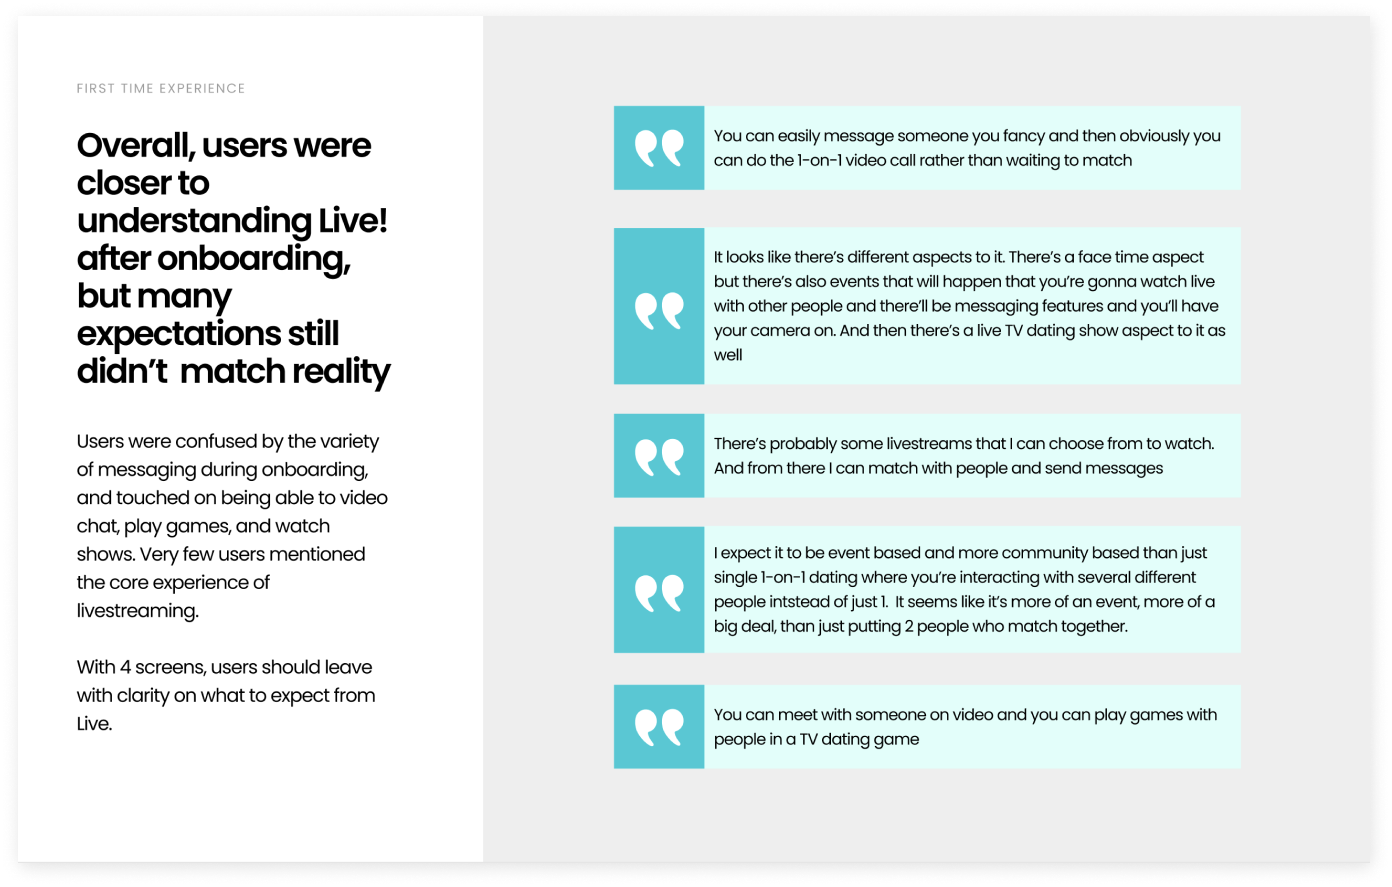 FIRST TIME EXPERIENCE
Overall, users were
closer to
understanding Live!
after onboarding,
but many
expectations still
didn’t  match reality
Users were confused by the variety
of messaging during onboarding,
and touched on being able to video
chat, play games, and watch
shows. Very few users mentioned
the core experience of
livestreaming.
With 4 screens, users should leave
with clarity on what to expect from
Live.
You can easily message someone you fancy and then obviously you
can do the 1-on-1 video call rather than waiting to match
It looks like there’s different aspects to it. There’s a face time aspect
but there’s also events that will happen that you’re gonna watch live
with other people and there’ll be messaging features and you’ll have
your camera on. And then there’s a live TV dating show aspect to it as
well
There’s probably some livestreams that I can choose from to watch.
And from there I can match with people and send messages
I expect it to be event based and more community based than just
single 1-on-1 dating where you’re interacting with several different
people intstead of just 1.  It seems like it’s more of an event, more of a
big deal, than just putting 2 people who match together.
You can meet with someone on video and you can play games with
people in a TV dating game